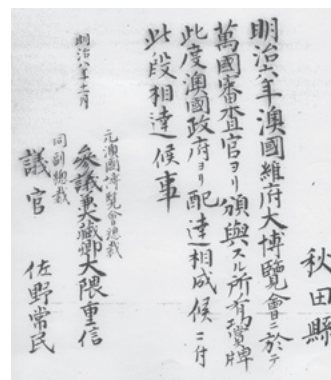 秋田縣
明治六年澳國維府大博覽會ニ於テ
萬國審査官ヨリ頒與スル所有賞牌
此度澳國政府ヨリ配達相成候ニ付
此段相達候事
明治八年十一月
元澳國博覽會總裁
參議兼大藏卿大隈重信
同副總裁
議官 佐野常民